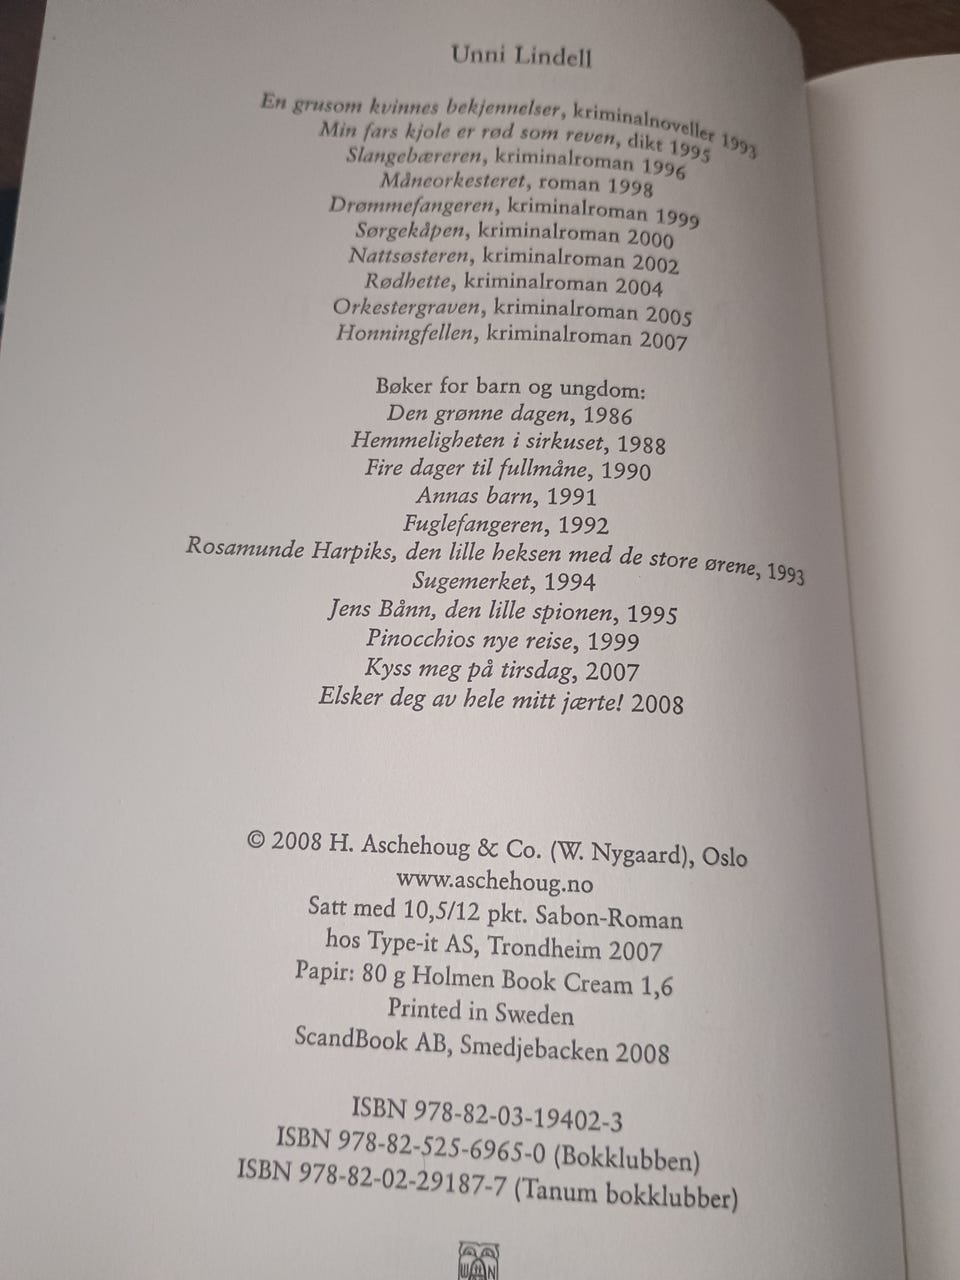 Unni Lindell
En grusom kvinnes bekjennelser, kriminalnoveller 1993
Min fars kjole er rød som reven, dikt 1995
Slangebæreren, kriminalroman 1996
Måneorkesteret, roman 1998
Drømmefangeren, kriminalroman 1999
Sørgekåpen, kriminalroman 2000
Nattsøsteren, kriminalroman 2002
Rødhette, kriminalroman 2004
Orkestergraven, kriminalroman 2005
Honningfellen, kriminalroman 2007
Bøker for barn og ungdom:
Den grønne dagen, 1986
Hemmeligheten i sirkuset, 1988
Fire dager til fullmåne, 1990
Annas barn, 1991
Fuglefangeren, 1992
Rosamunde Harpiks, den lille heksen med de store ørene, 1993
Sugemerket, 1994
Jens Bånn, den lille spionen, 1995
Pinocchios nye reise, 1999
Kyss meg på tirsdag, 2007
Elsker deg av hele mitt jærte! 2008
© 2008 H. Aschehoug & Co. (W. Nygaard), Oslo
www.aschehoug.no
Satt med 10,5/12 pkt. Sabon-Roman
hos Type-it AS, Trondheim 2007
Papir: 80 g Holmen Book Cream 1,6
Printed in Sweden
ScandBook AB, Smedjebacken 2008
ISBN 978-82-03-19402-3
ISBN 978-82-525-6965-0 (Bokklubben)
ISBN 978-82-02-29187-7 (Tanum bokklubber)